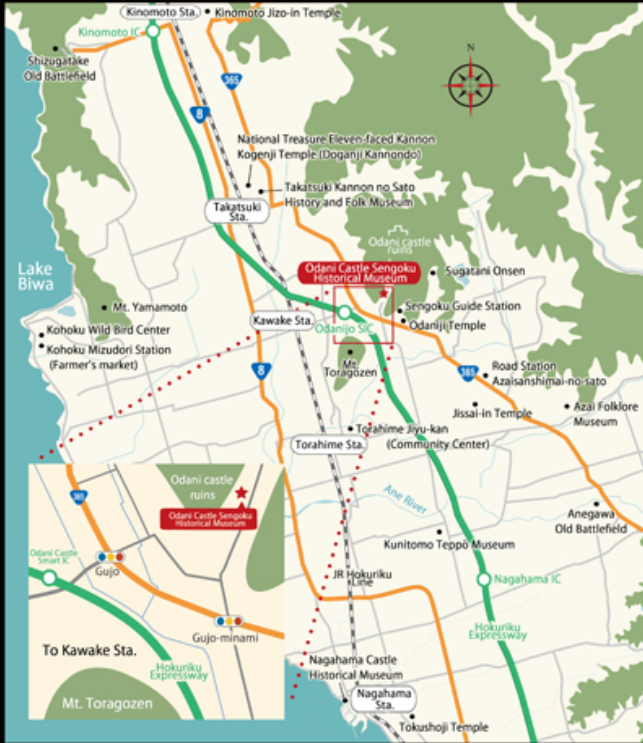 Kinomoto Sta.
Kinomoto Jizo-in Temple
Kinomoto IC
Shizugatake
Old Battlefield
365
8
N
National Treasure Eleven-faced Kannon
Kogenji Temple (Doganji Kannondo)
Takatsuki Kannon no Sato
History and Folk Museum
Takatsuki
Sta.
Odani castle
ruins
Odani Castle Sengoku
Historical Museum
Sugatani Onsen
Lake
Biwa
Mt. Yamamoto
Kohoku Wild Bird Center
Kohoku Mizudori Station
(Farmer's market)
Kawake Sta.
Odanijo SIC
Sengoku Guide Station
Odaniji Temple
Mt.
Toragozen
8
365
Road Station
Azaisanshimai-no-sato
Jissai-in Temple
Azai Folklore
Museum
Torahime Jiyu-kan
(Community Center)
Torahime Sta.
Ane River
Anegawa
Old Battlefield
Kunitomo Teppō Museum
JR Hokuriku
Line
Nagahama IC
Hokuriku
Expressway
Nagahama Castle
Historical Museum
Nagahama
Sta.
Tokushoji Temple
365
Odani castle
ruins
Odani Castle Sengoku
Historical Museum
Odani Castle
Smart IC
Gujo
Gujo-minami
To Kawake Sta.
Hokuriku
Expressway
Mt. Toragozen